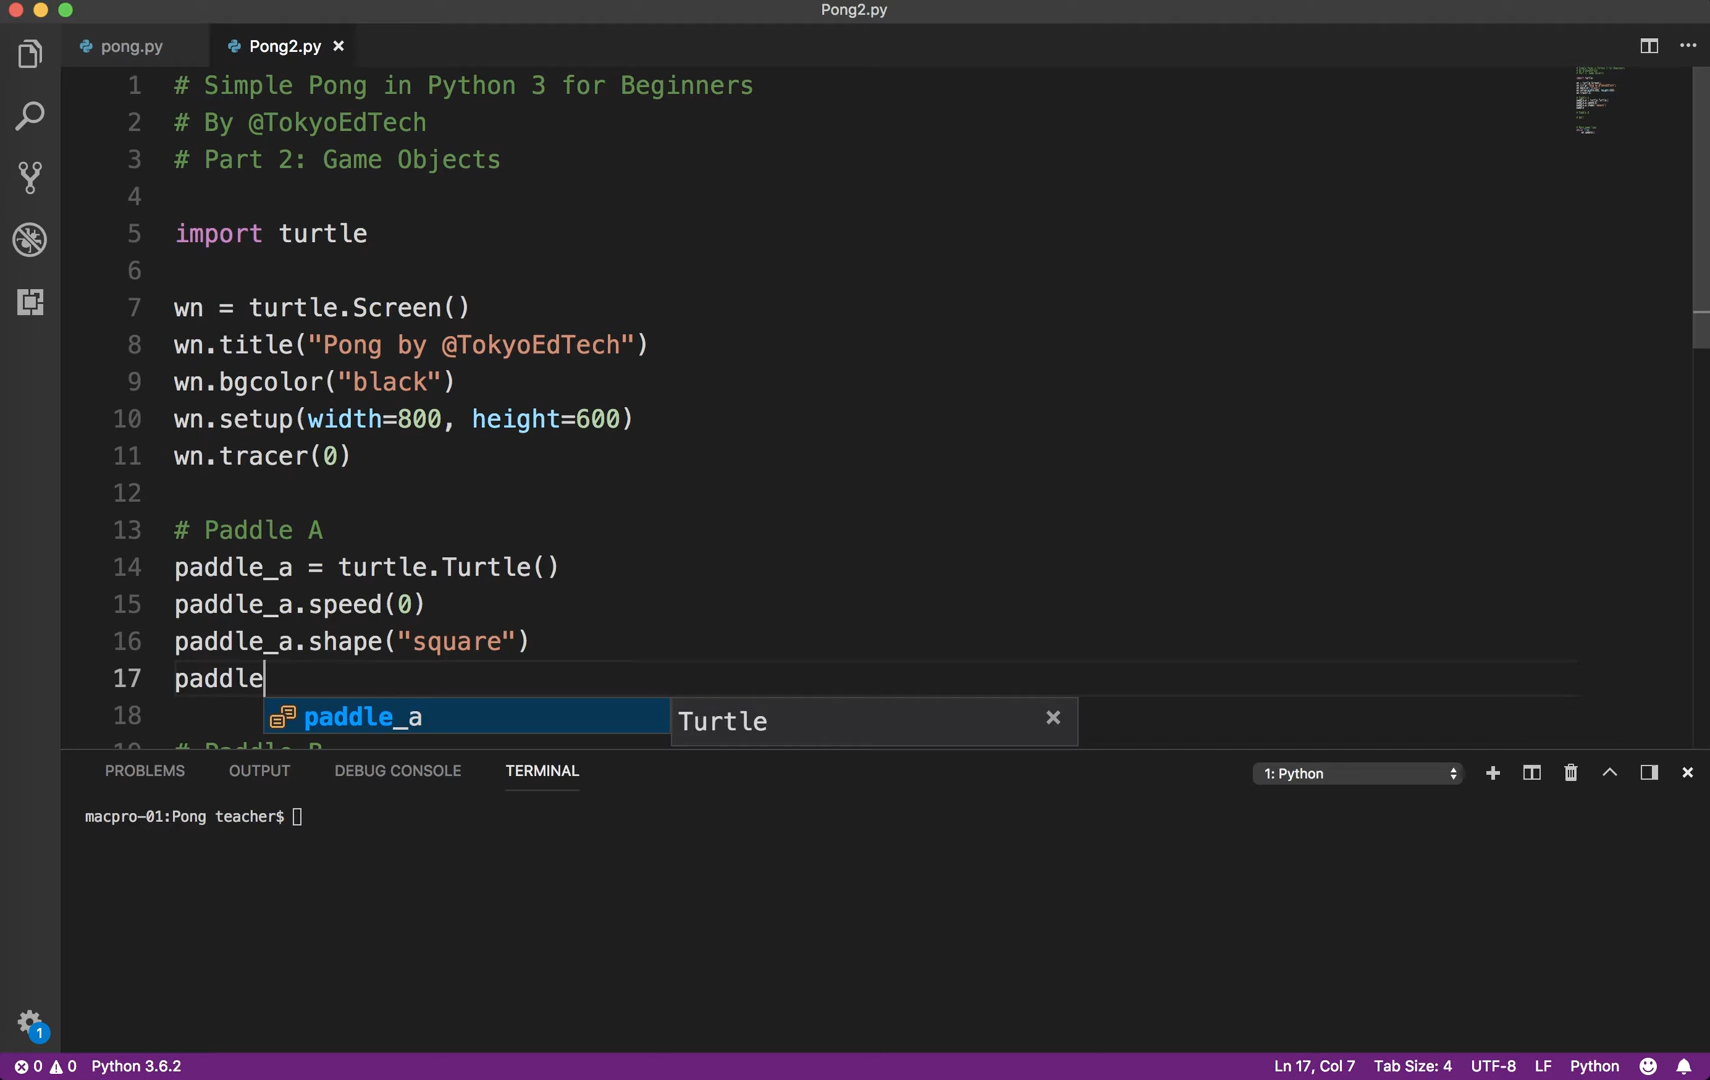 Pong2.py
pong.py
Pong2.py
1 # Simple Pong in Python 3 for Beginners
2 # By @TokyoEdTech
3 # Part 2: Game Objects
4
5 import turtle
6
7 wn = turtle.Screen()
8 wn.title("Pong by @TokyoEdTech")
9 wn.bgcolor("black")
10 wn.setup(width=800, height=600)
11 wn.tracer(0)
12
13 # Paddle A
14 paddle_a = turtle.Turtle()
15 paddle_a.speed(0)
16 paddle_a.shape("square")
17 paddle
18
paddle_a Turtle
19 # Paddle B
PROBLEMS OUTPUT DEBUG CONSOLE TERMINAL 1: Python
macpro-01:Pong teacher$
1
0 0 Python 3.6.2 Ln 17, Col 7 Tab Size: 4 UTF-8 LF Python